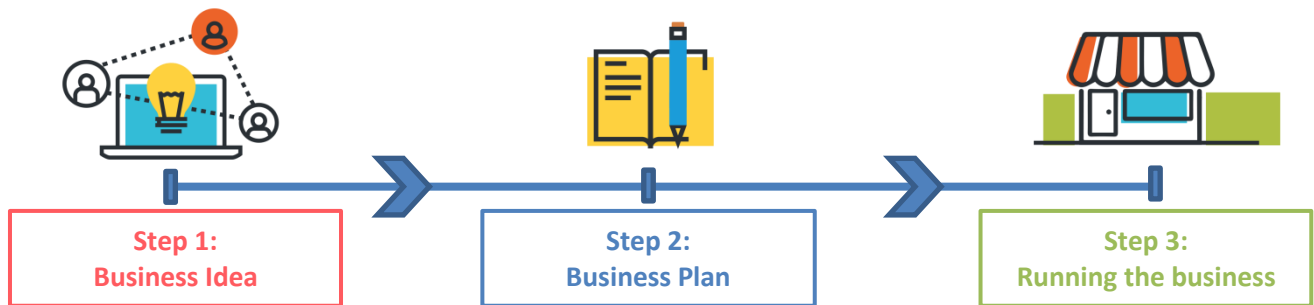 Step 1:
Business Idea
Step 2:
Business Plan
Step 3:
Running the business